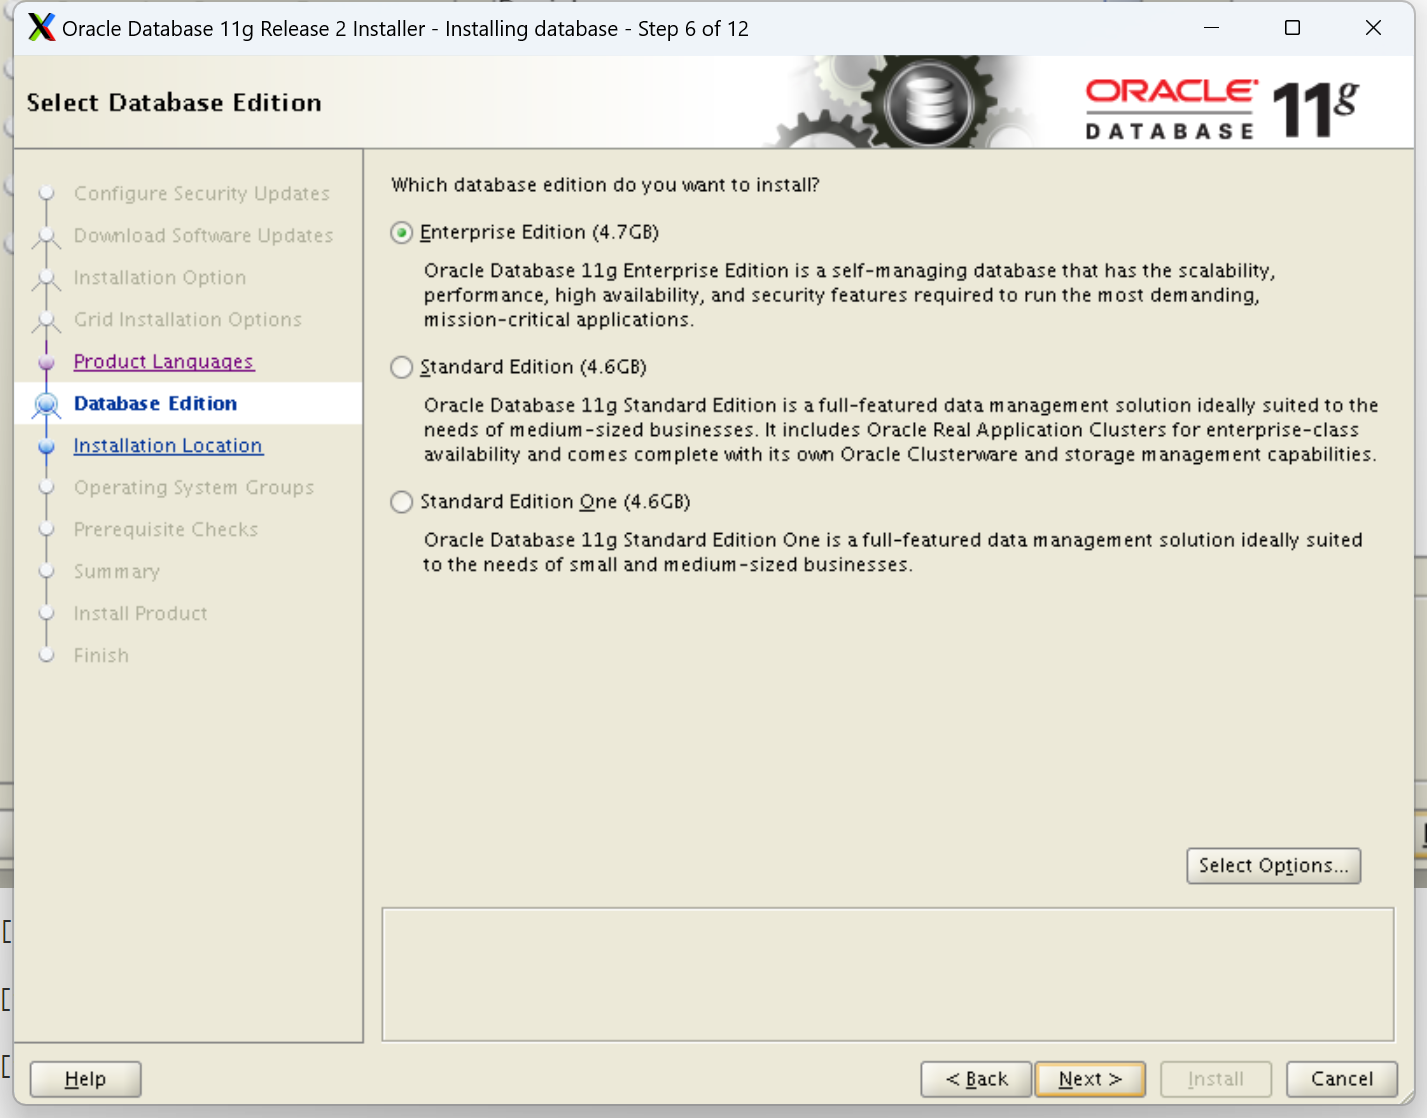 Oracle Database 11g Release 2 Installer - Installing database - Step 6 of 12
Select Database Edition
ORACLE
DATABASE
11g
Configure Security Updates
Download Software Updates
Installation Option
Grid Installation Options
Product Languages
Database Edition
Installation Location
Operating System Groups
Prerequisite Checks
Summary
Install Product
Finish
Which database edition do you want to install?
Enterprise Edition (4.7GB)
Oracle Database 11g Enterprise Edition is a self-managing database that has the scalability,
performance, high availability, and security features required to run the most demanding,
mission-critical applications.
Standard Edition (4.6GB)
Oracle Database 11g Standard Edition is a full-featured data management solution ideally suited to the
needs of medium-sized businesses. It includes Oracle Real Application Clusters for enterprise-class
availability and comes complete with its own Oracle Clusterware and storage management capabilities.
Standard Edition One (4.6GB)
Oracle Database 11g Standard Edition One is a full-featured data management solution ideally suited
to the needs of small and medium-sized businesses.
Select Options...
[
[
[
Help
< Back
Next >
Install
Cancel